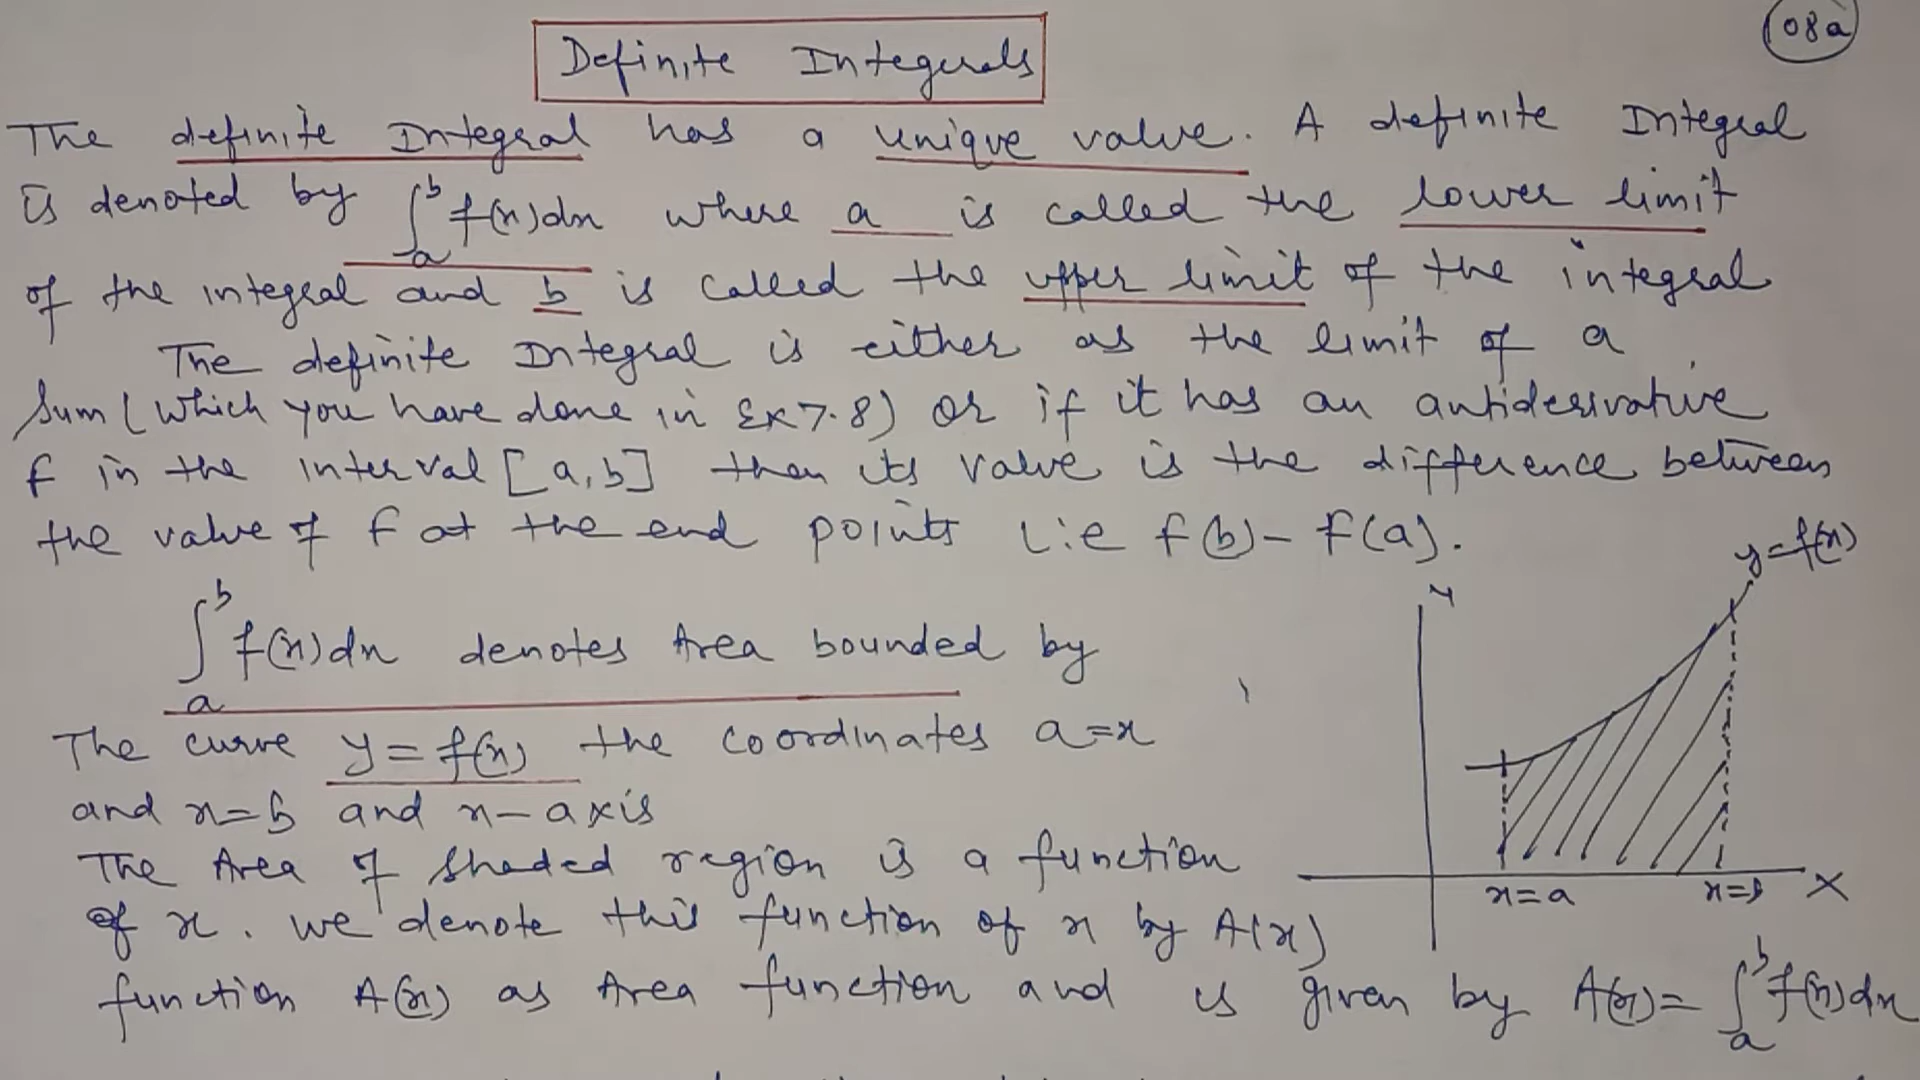 08a
Definite Integrals
The definite Integral has a unique value. A definite Integral
is denoted by ∫_a^b f(x)dx where a is called the lower limit
of the integral and b is called the upper limit of the integral
The definite Integral is either as the limit of a
Sum (which you have done in Ex 7.8) or if it has an antiderivative
F in the interval [a,b] then its value is the difference between
the value of F at the end points i.e F(b) - F(a).
y=f(x)
Y
∫_a^b f(x)dx denotes Area bounded by
The curve y=f(x) the coordinates a=x
and x=b and x-axis
The Area of shaded region is a function
x=a x=b X
of x. we denote this function of x by A(x)
function A(x) as Area function and is given by A(x)= ∫_a^b f(x)dx